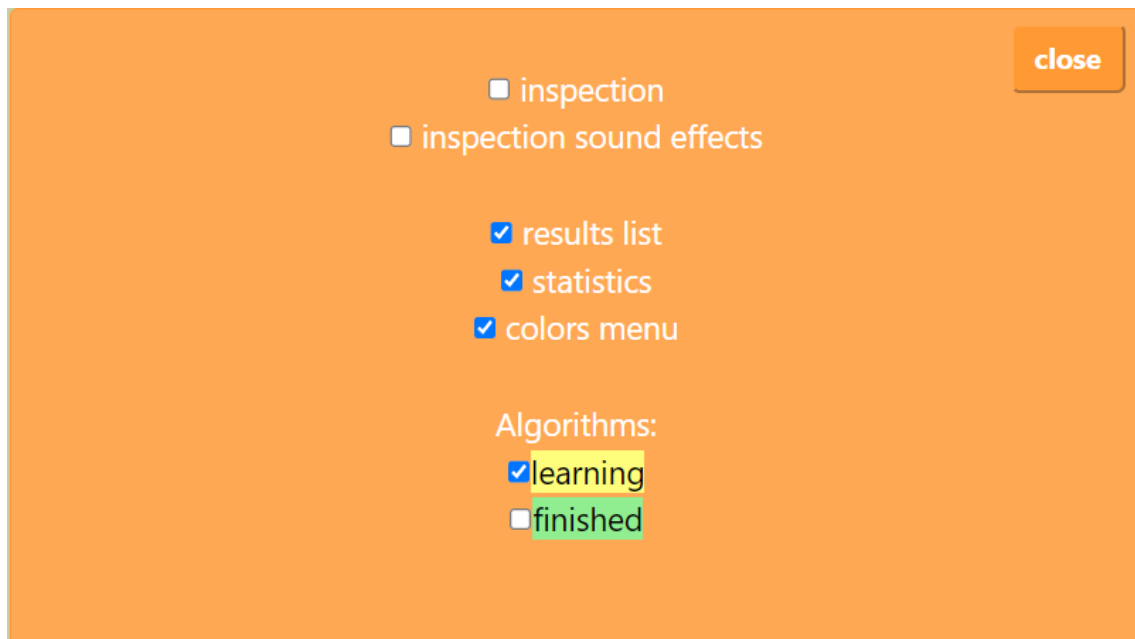 close
inspection
inspection sound effects
results list
statistics
colors menu
Algorithms:
learning
finished